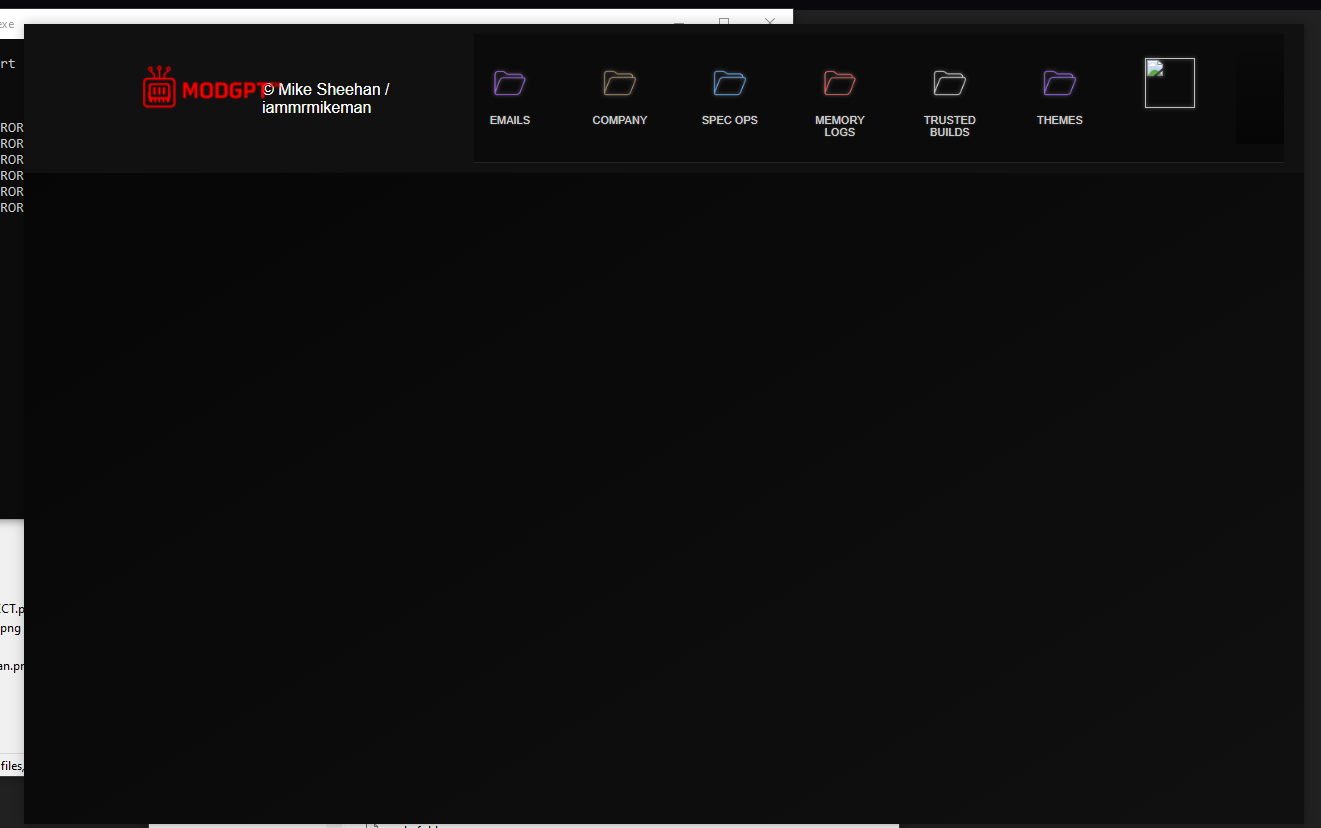 exe
rt
MODGPT
© Mike Sheehan /
iammrmikeman
EMAILS
COMPANY
SPEC OPS
MEMORY
LOGS
TRUSTED
BUILDS
THEMES
ROR
ROR
ROR
ROR
ROR
ROR
CT.p
png
an.pn
files,